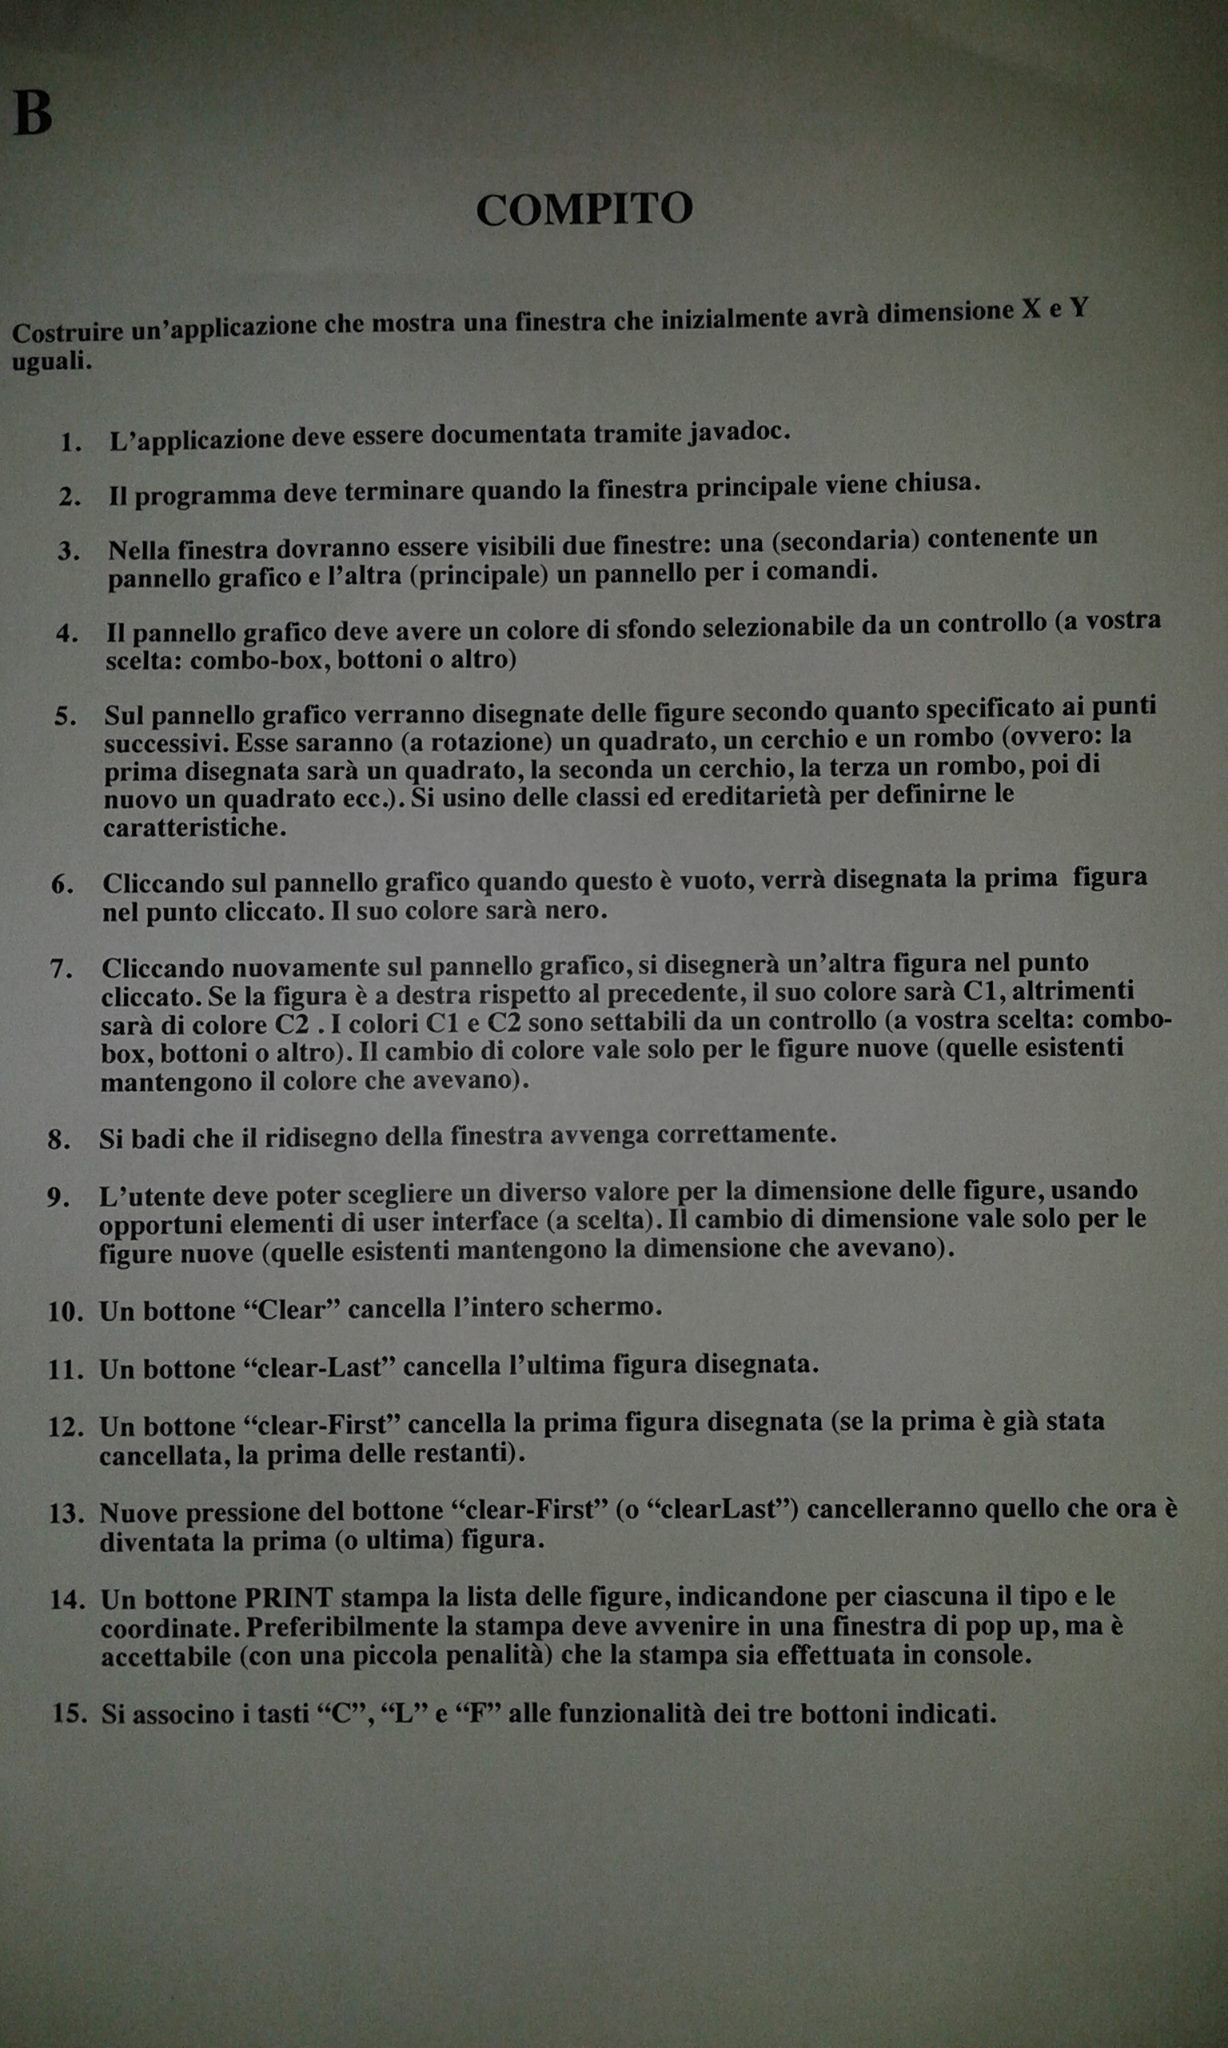 B
COMPITO
Costruire un'applicazione che mostra una finestra che inizialmente avrà dimensione X e Y
uguali.
1. L'applicazione deve essere documentata tramite javadoc.
2. Il programma deve terminare quando la finestra principale viene chiusa.
3. Nella finestra dovranno essere visibili due finestre: una (secondaria) contenente un
pannello grafico e l'altra (principale) un pannello per i comandi.
4. Il pannello grafico deve avere un colore di sfondo selezionabile da un controllo (a vostra
scelta: combo-box, bottoni o altro)
5. Sul pannello grafico verranno disegnate delle figure secondo quanto specificato ai punti
successivi. Esse saranno (a rotazione) un quadrato, un cerchio e un rombo (ovvero: la
prima disegnata sarà un quadrato, la seconda un cerchio, la terza un rombo, poi di
nuovo un quadrato ecc.). Si usino delle classi ed ereditarietà per definirne le
caratteristiche.
6. Cliccando sul pannello grafico quando questo è vuoto, verrà disegnata la prima figura
nel punto cliccato. Il suo colore sarà nero.
7. Cliccando nuovamente sul pannello grafico, si disegnerà un'altra figura nel punto
cliccato. Se la figura è a destra rispetto al precedente, il suo colore sarà C1, altrimenti
sarà di colore C2 . I colori C1 e C2 sono settabili da un controllo (a vostra scelta: combo-
box, bottoni o altro). Il cambio di colore vale solo per le figure nuove (quelle esistenti
mantengono il colore che avevano).
8. Si badi che il ridisegno della finestra avvenga correttamente.
9. L'utente deve poter scegliere un diverso valore per la dimensione delle figure, usando
opportuni elementi di user interface (a scelta). Il cambio di dimensione vale solo per le
figure nuove (quelle esistenti mantengono la dimensione che avevano).
10. Un bottone “Clear” cancella l'intero schermo.
11. Un bottone “clear-Last” cancella l'ultima figura disegnata.
12. Un bottone “clear-First” cancella la prima figura disegnata (se la prima è già stata
cancellata, la prima delle restanti).
13. Nuove pressione del bottone “clear-First” (o “clearLast”) cancelleranno quello che ora è
diventata la prima (o ultima) figura.
14. Un bottone PRINT stampa la lista delle figure, indicandone per ciascuna il tipo e le
coordinate. Preferibilmente la stampa deve avvenire in una finestra di pop up, ma è
accettabile (con una piccola penalità) che la stampa sia effettuata in console.
15. Si associno i tasti “C”, “L” e “F” alle funzionalità dei tre bottoni indicati.